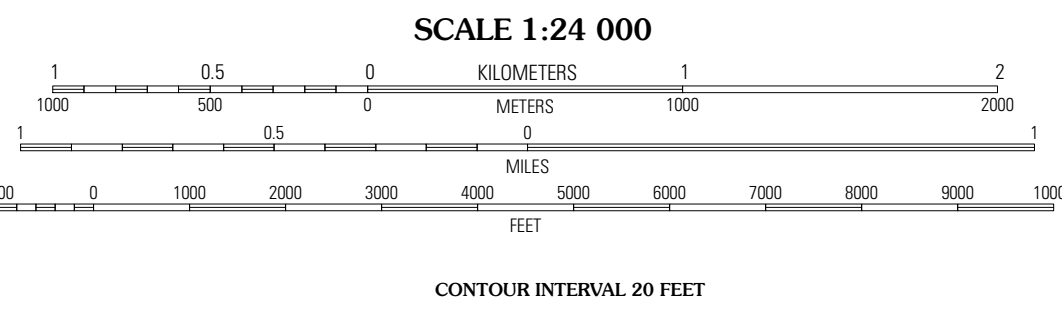 SCALE 1:24 000
1 0.5 0 KILOMETERS 1 2
1000 500 0 METERS 1000 2000
1 0.5 0 1
MILES
00 0 1000 2000 3000 4000 5000 6000 7000 8000 9000 1000
FEET
CONTOUR INTERVAL 20 FEET